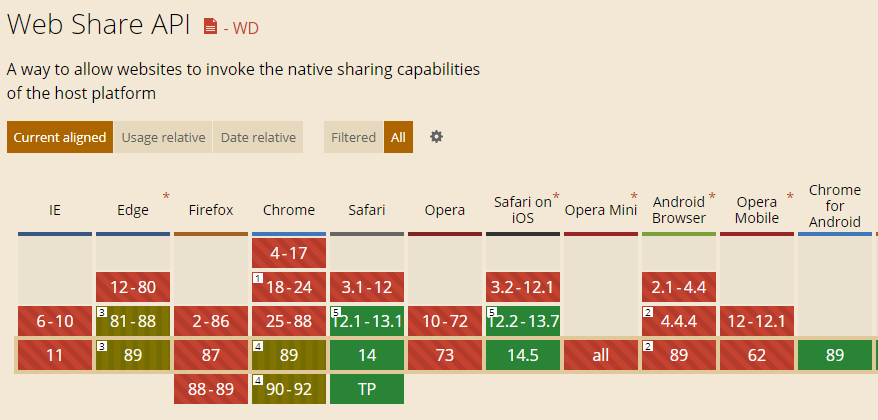 Web Share API - WD
A way to allow websites to invoke the native sharing capabilities
of the host platform
Current aligned Usage relative Date relative Filtered All
IE Edge * Firefox Chrome Safari Opera Safari on iOS * Opera Mini * Android Browser * Opera Mobile * Chrome for Android
4-17
12-80 1 18-24 3.1-12 3.2-12.1 2.1-4.4
6-10 3 81-88 2-86 25-88 5 12.1-13.1 10-72 5 12.2-13.7 2 4.4.4 12-12.1
11 3 89 87 4 89 14 73 14.5 all 2 89 62 89
88-89 4 90-92 TP